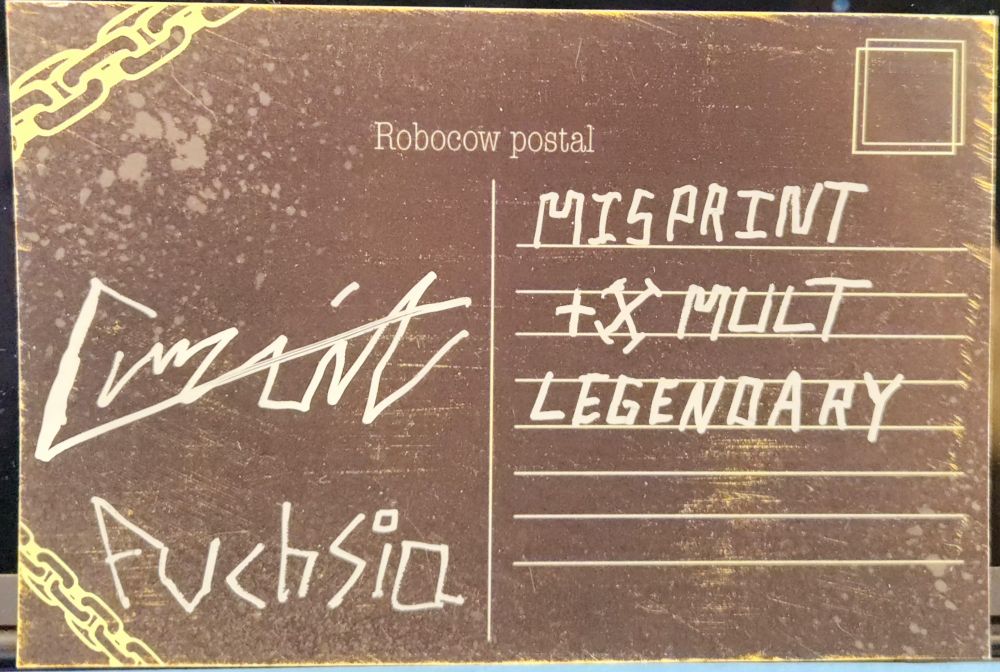 Robocow postal
MISPRINT
+X MULT
LEGENDARY
Fuchsia